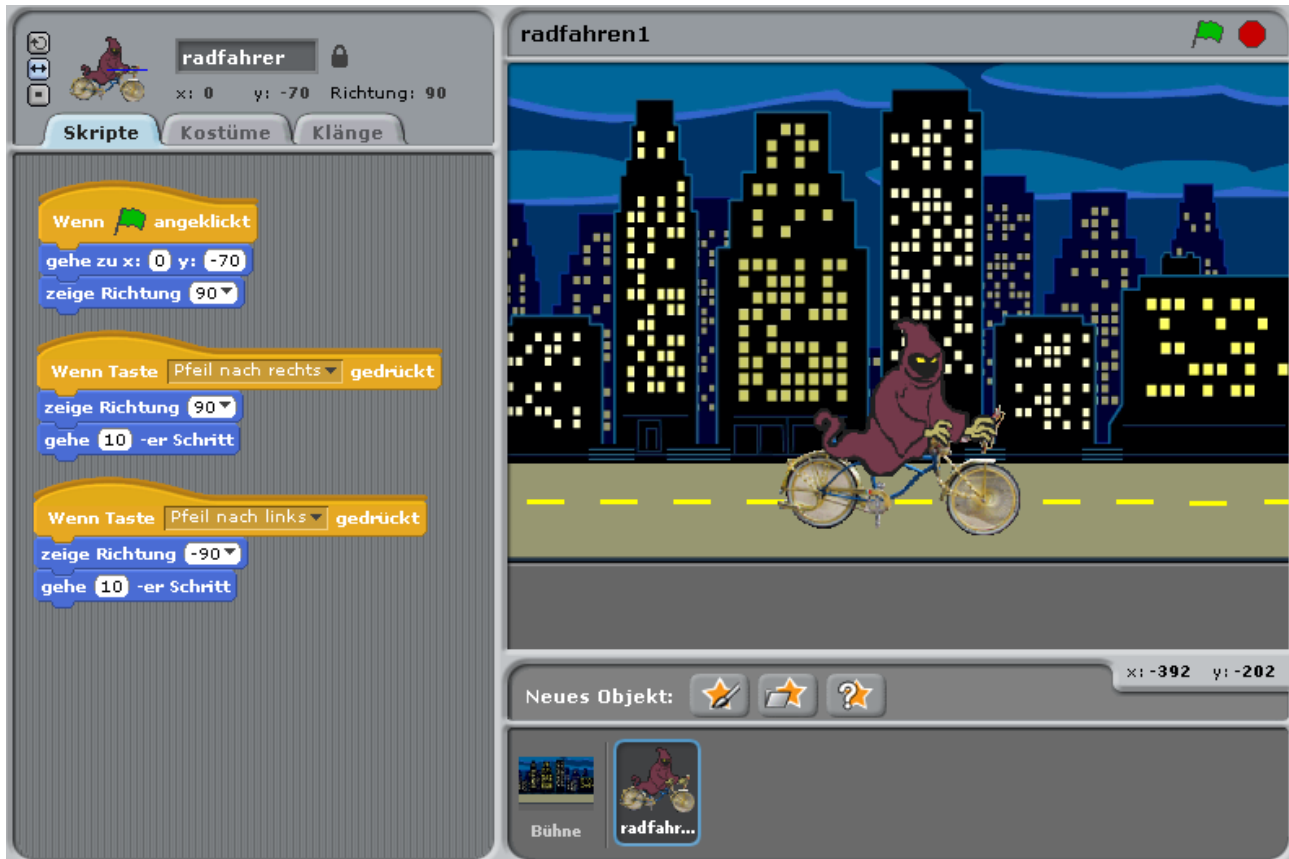 radfahrer
x: 0 y: -70 Richtung: 90
Skripte Kostüme Klänge
Wenn angeklickt
gehe zu x: 0 y: -70
zeige Richtung 90
Wenn Taste Pfeil nach rechts gedrückt
zeige Richtung 90
gehe 10 -er Schritt
Wenn Taste Pfeil nach links gedrückt
zeige Richtung -90
gehe 10 -er Schritt
radfahren1
x: -392 y: -202
Neues Objekt:
Bühne
radfahr...